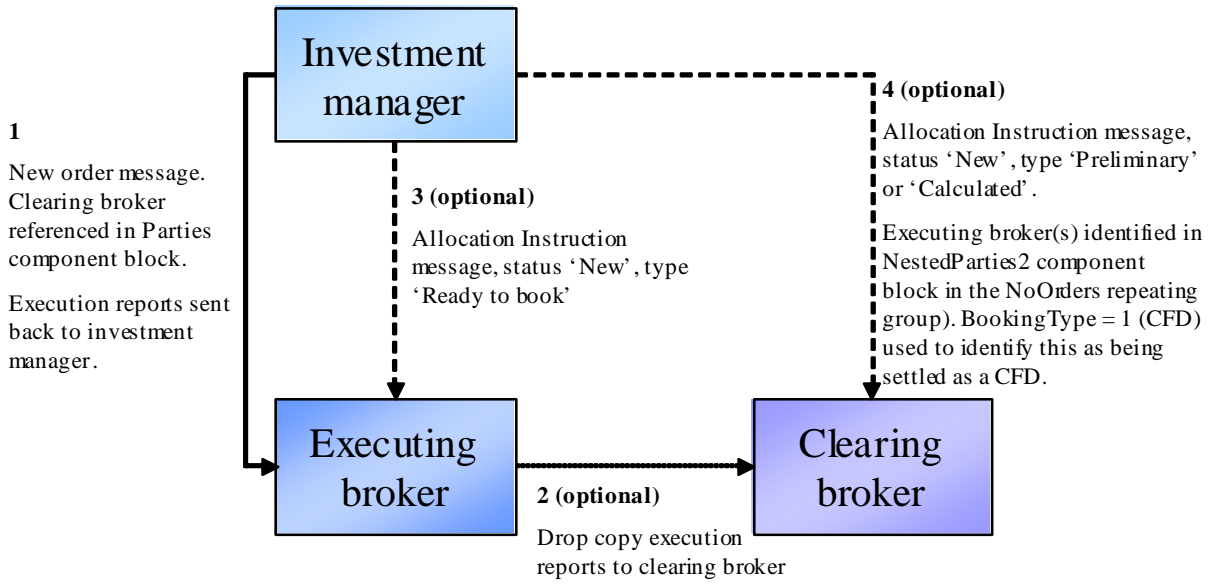 Investment
manager
1
New order message.
Clearing broker
referenced in Parties
component block.
Execution reports sent
back to investment
manager.
3 (optional)
Allocation Instruction
message, status ‘New’, type
‘Ready to book’
4 (optional)
Allocation Instruction message,
status ‘New’, type ‘Preliminary’
or ‘Calculated’.
Executing broker(s) identified in
NestedParties2 component
block in the NoOrders repeating
group). BookingType = 1 (CFD)
used to identify this as being
settled as a CFD.
Executing
broker
2 (optional)
Drop copy execution
reports to clearing broker
Clearing
broker